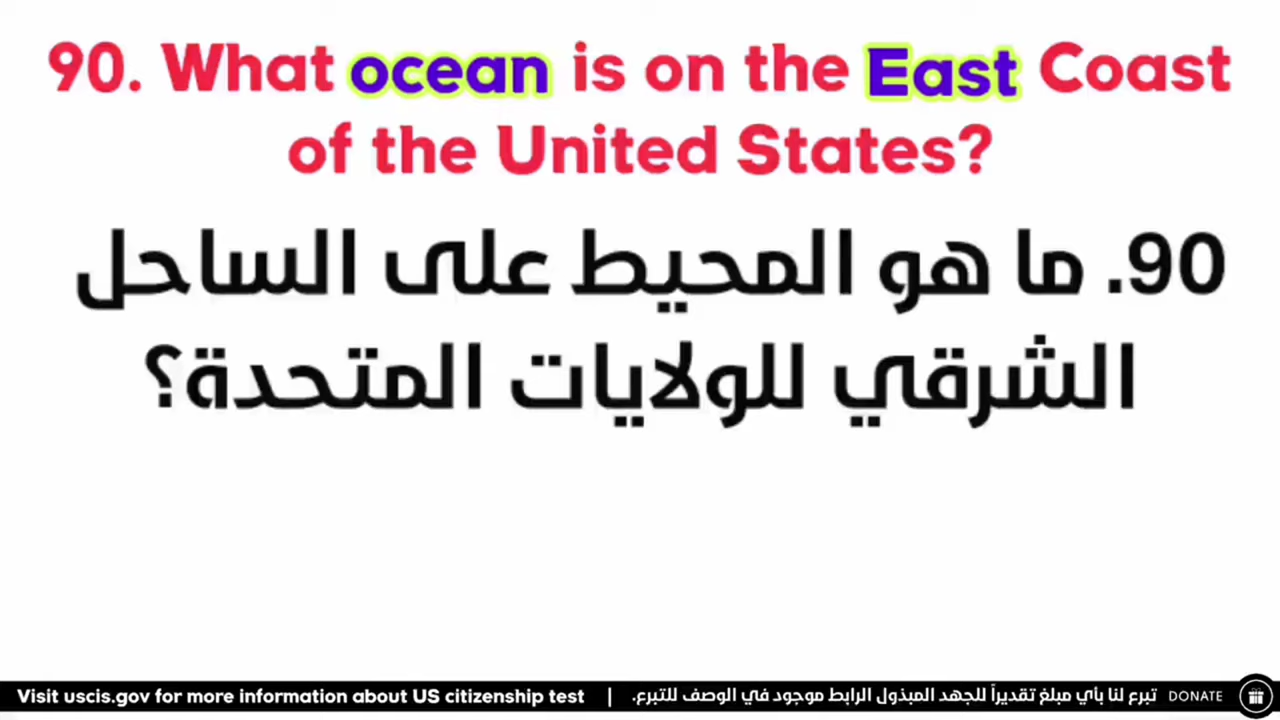 90. What ocean is on the East Coast
of the United States?
90. ما هو المحيط على الساحل
الشرقي للولايات المتحدة؟
Visit uscis.gov for more information about US citizenship test | تبرع لنا بأي مبلغ تقديراً للجهد المبذول الرابط موجود في الوصف للتبرع. DONATE